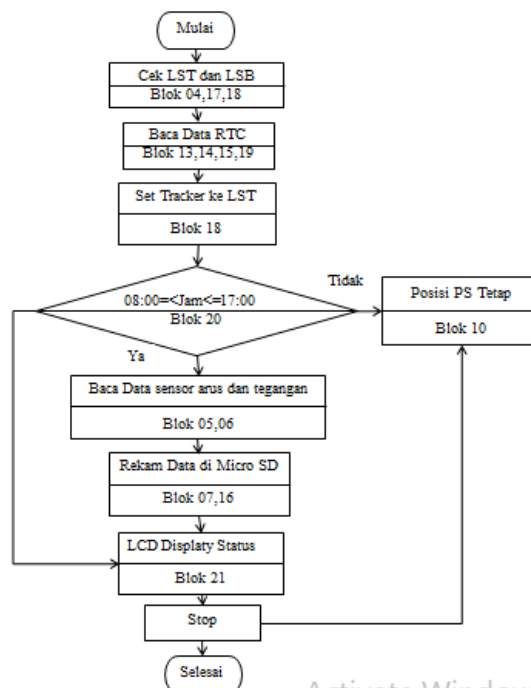 Mulai
Cek LST dan LSB
Blok 04,17,18
Baca Data RTC
Blok 13,14,15,19
Set Tracker ke LST
Blok 18
Tidak
08:00=<Jam<=17:00
Blok 20
Posisi PS Tetap
Blok 10
Ya
Baca Data sensor arus dan tegangan
Blok 05,06
Rekam Data di Micro SD
Blok 07,16
LCD Displaty Status
Blok 21
Stop
Selesai